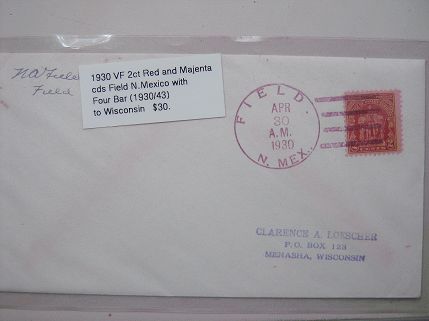 N A Field
Field
1930 VF 2ct Red and Majenta
cds Field N.Mexico with
Four Bar (1930/43)
to Wisconsin $30.
FIELD.
APR
30
A.M.
1930
N. MEX.
CLARENCE A. LOESCHER
P.O. BOX 123
MENASHA, WISCONSIN